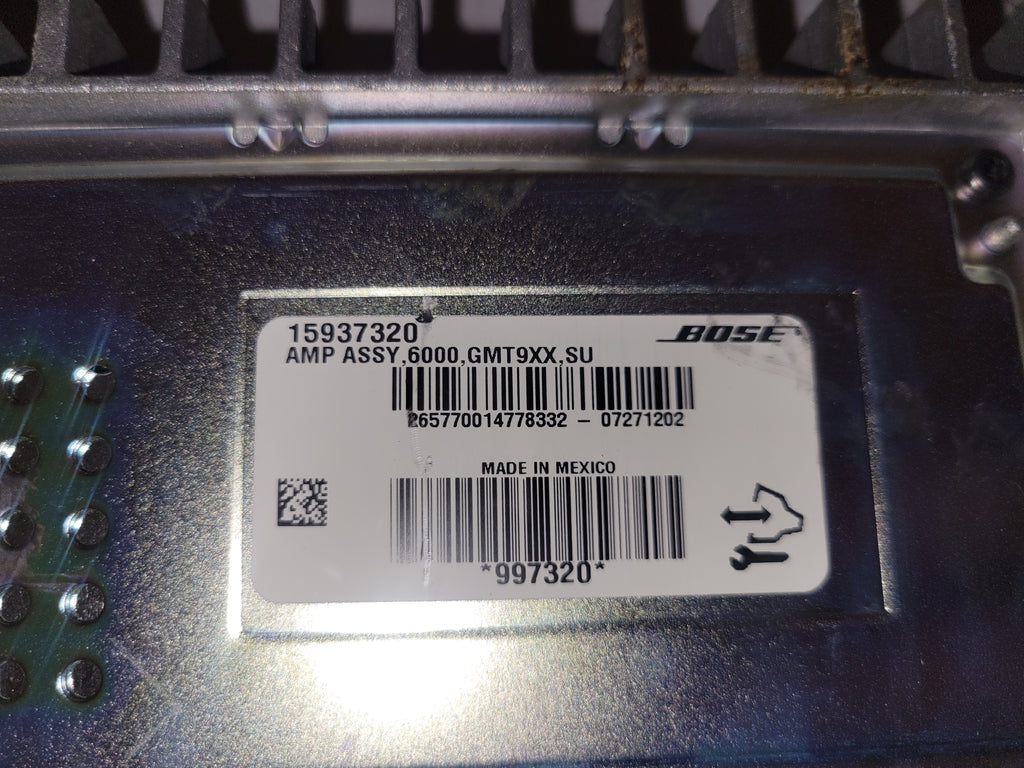 15937320
BOSE
AMP ASSY,6000,GMT9XX,SU
265770014778332 - 07271202
MADE IN MEXICO
*997320*